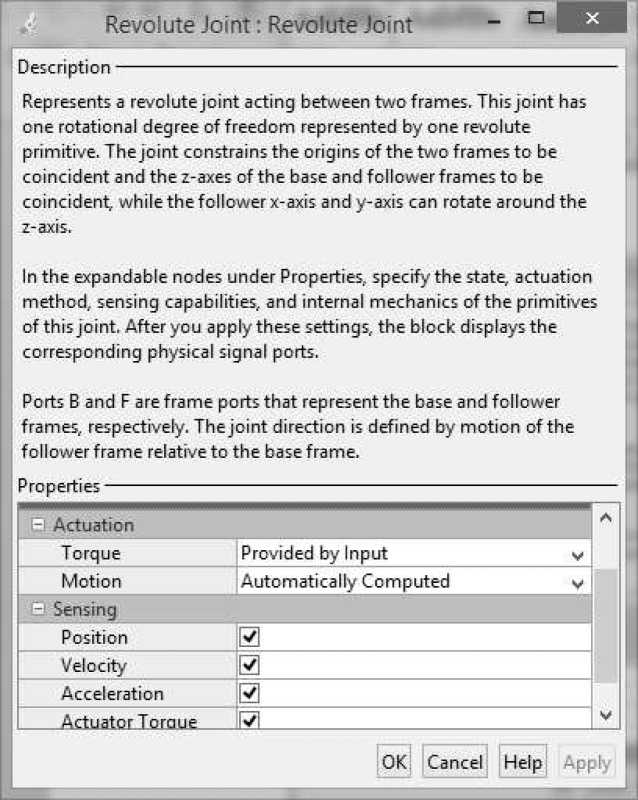 Revolute Joint : Revolute Joint
Description
Represents a revolute joint acting between two frames. This joint has
one rotational degree of freedom represented by one revolute
primitive. The joint constrains the origins of the two frames to be
coincident and the z-axes of the base and follower frames to be
coincident, while the follower x-axis and y-axis can rotate around the
z-axis.
In the expandable nodes under Properties, specify the state, actuation
method, sensing capabilities, and internal mechanics of the primitives
of this joint. After you apply these settings, the block displays the
corresponding physical signal ports.
Ports B and F are frame ports that represent the base and follower
frames, respectively. The joint direction is defined by motion of the
follower frame relative to the base frame.
Properties
Actuation
Torque Provided by Input
Motion Automatically Computed
Sensing
Position
Velocity
Acceleration
Actuator Torque
OK Cancel Help Apply